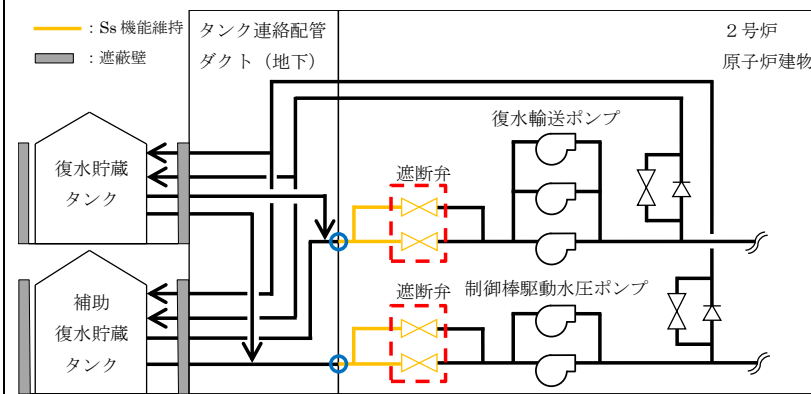 ：Ss 機能維持
：遮蔽壁
タンク連絡配管
ダクト（地下）
２号炉
原子炉建物
復水貯蔵
タンク
補助
復水貯蔵
タンク
遮断弁
復水輸送ポンプ
遮断弁
制御棒駆動水圧ポンプ